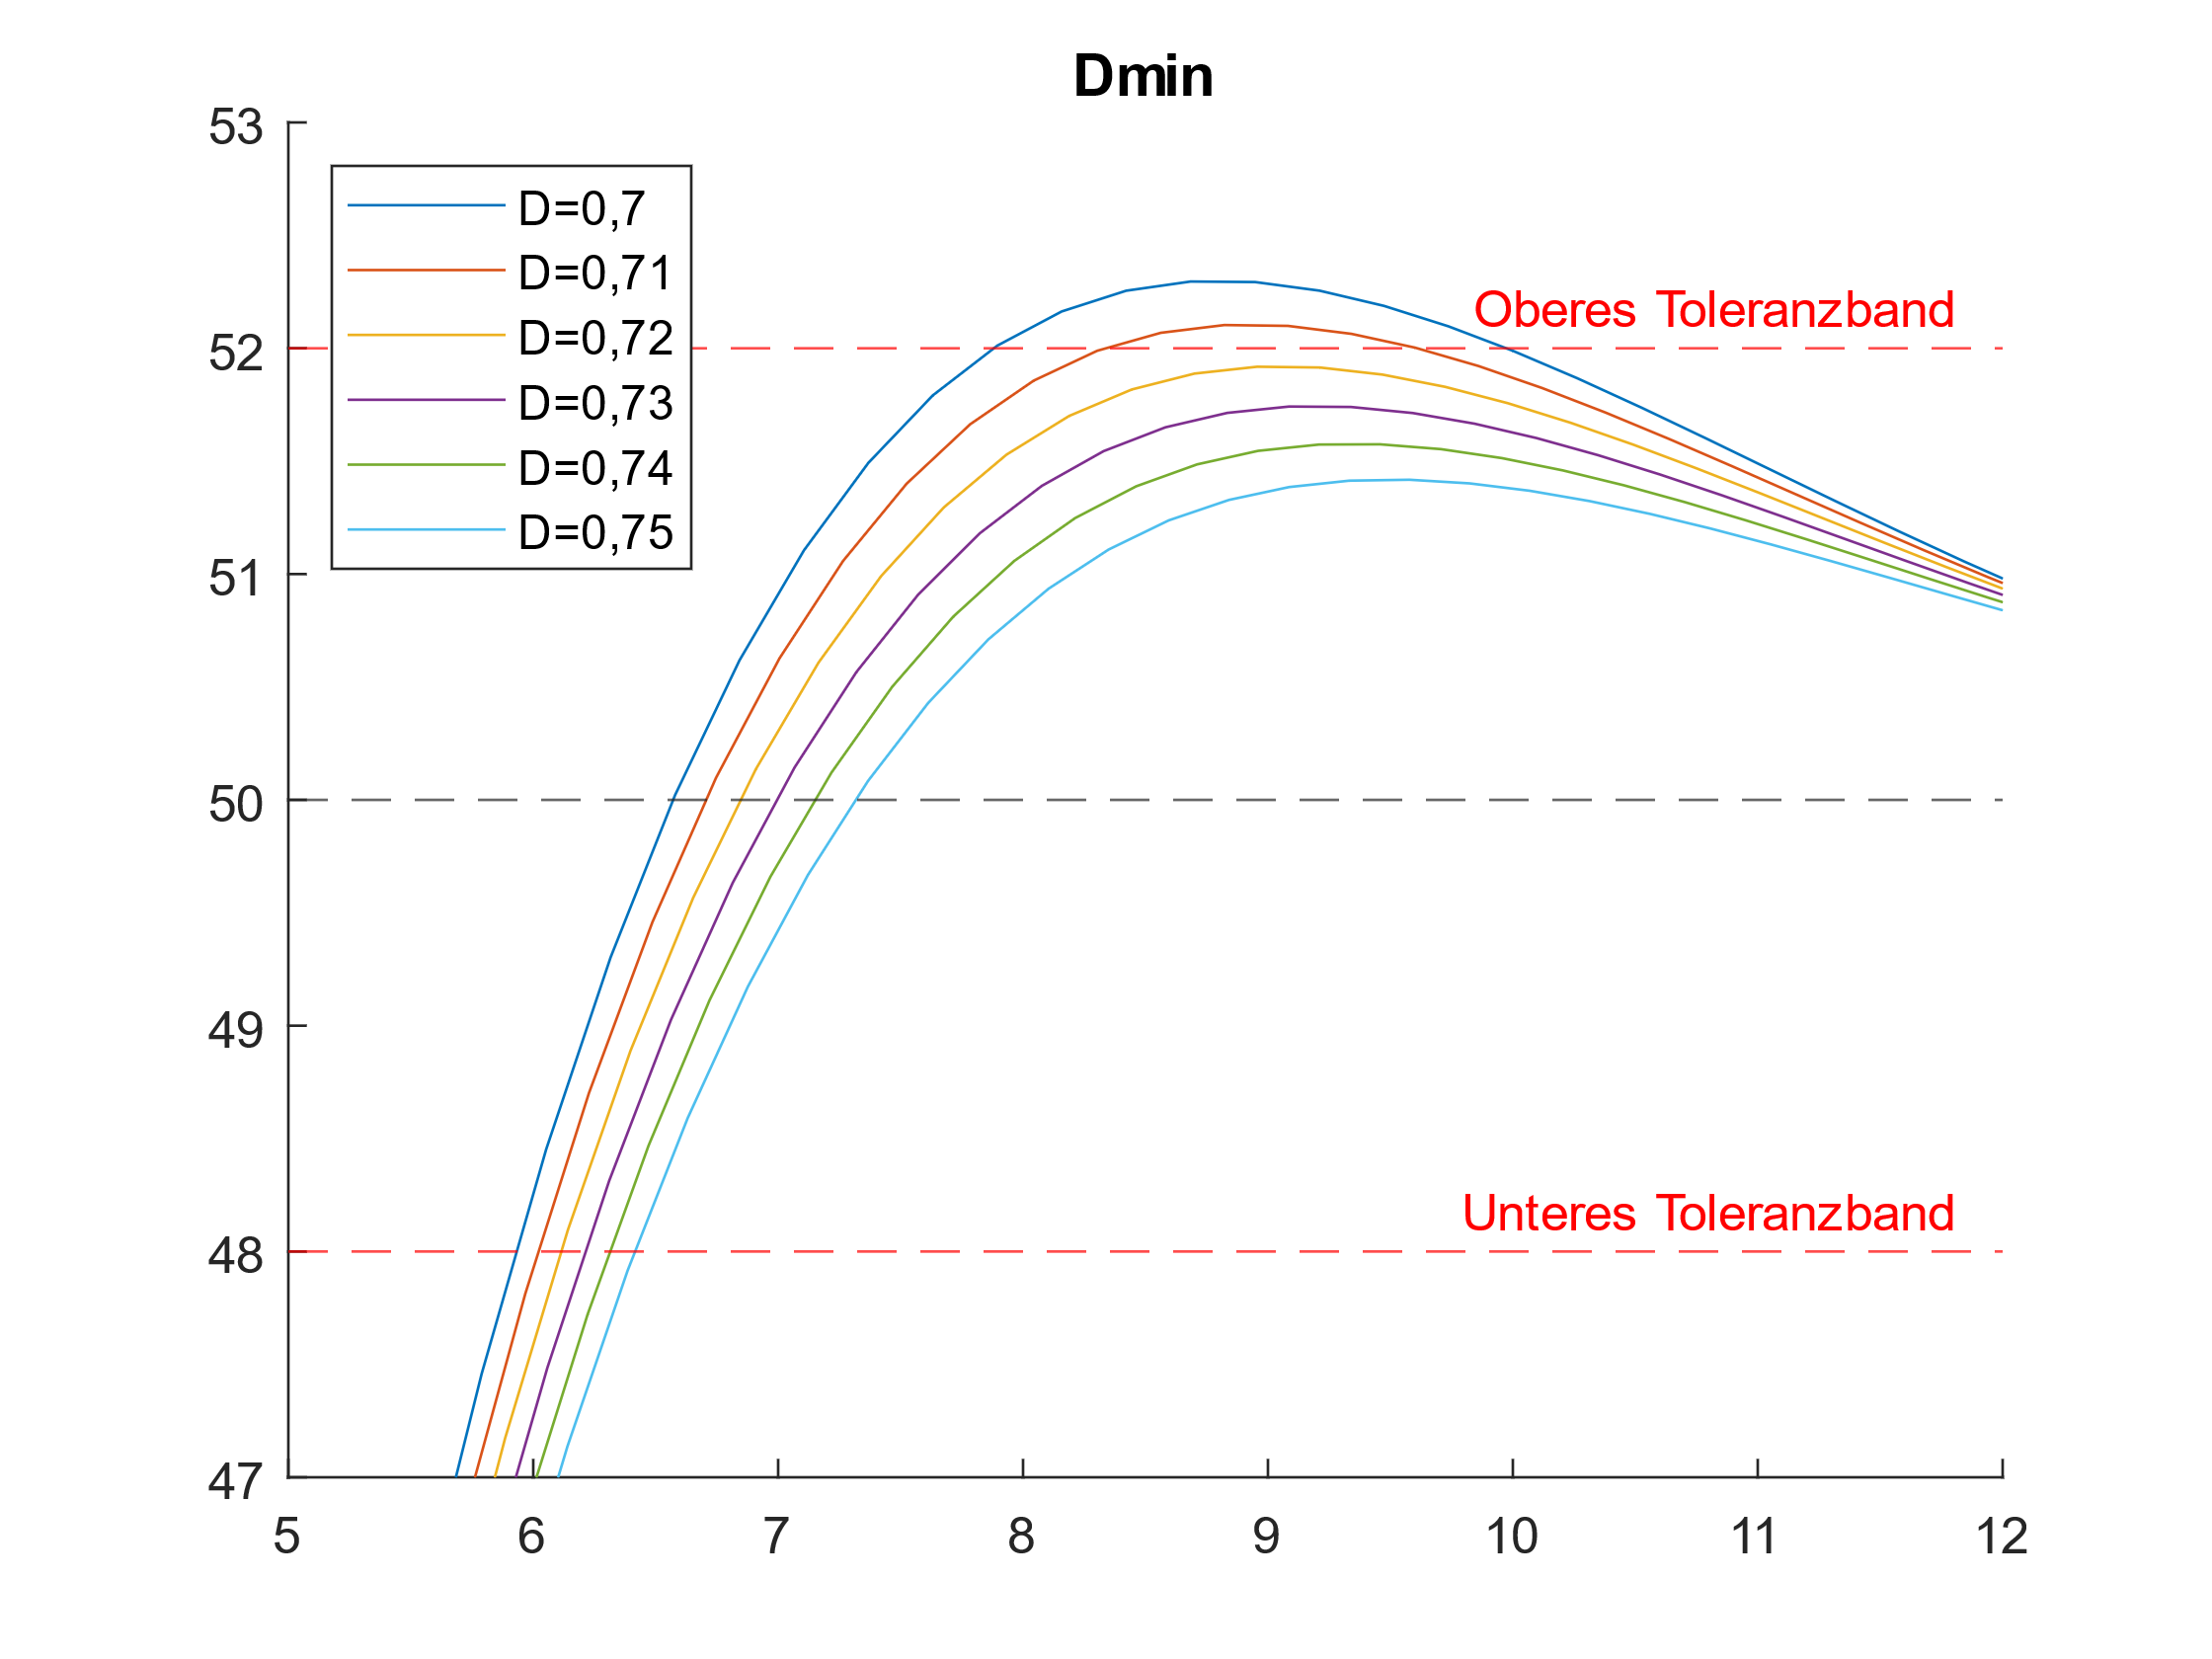 Dmin
53
D=0,7
D=0,71
D=0,72
D=0,73
D=0,74
D=0,75
Oberes Toleranzband
52
51
50
49
Unteres Toleranzband
48
47
5 6 7 8 9 10 11 12